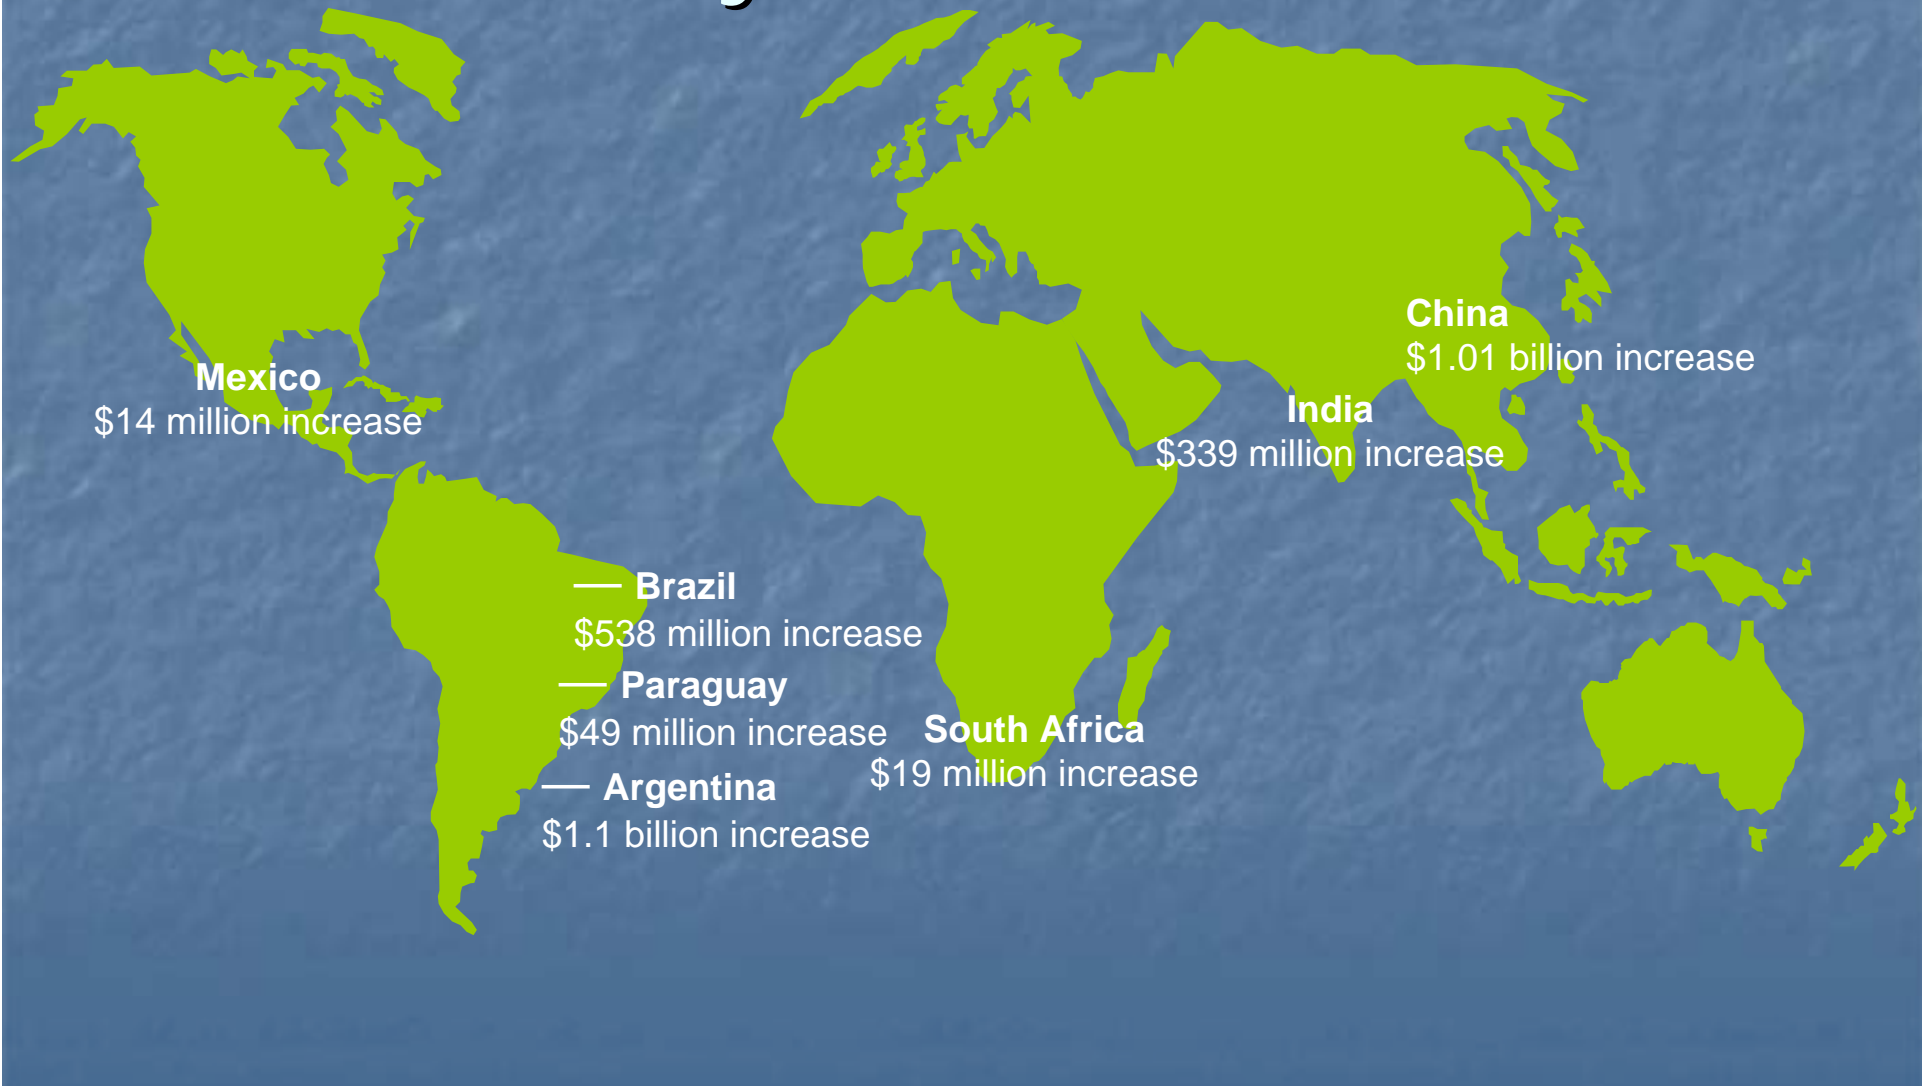 China
$1.01 billion increase
Mexico
$14 million increase
India
$339 million increase
Brazil
$538 million increase
Paraguay
$49 million increase
South Africa
$19 million increase
Argentina
$1.1 billion increase